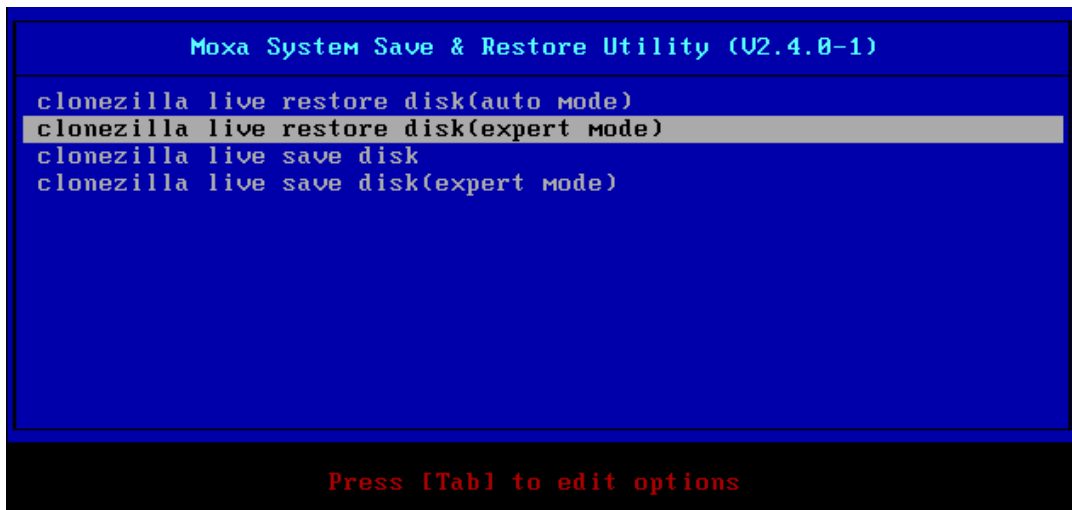 Moxa System Save & Restore Utility (V2.4.0-1)
clonezilla live restore disk(auto mode)
clonezilla live restore disk(expert mode)
clonezilla live save disk
clonezilla live save disk(expert mode)
Press [Tab] to edit options